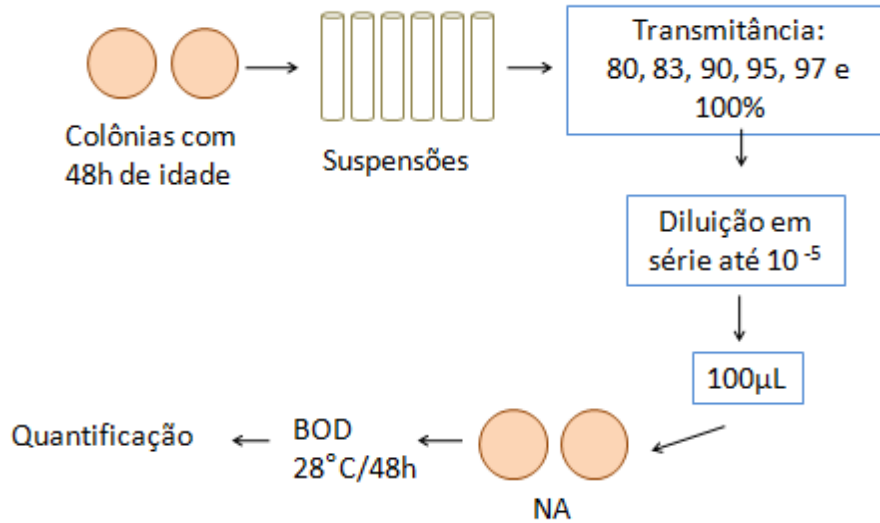 Colônias com
48h de idade
Suspensões
Transmitância:
80, 83, 90, 95, 97 e
100%
Diluição em
série até 10 -5
100µL
NA
BOD
28°C/48h
Quantificação